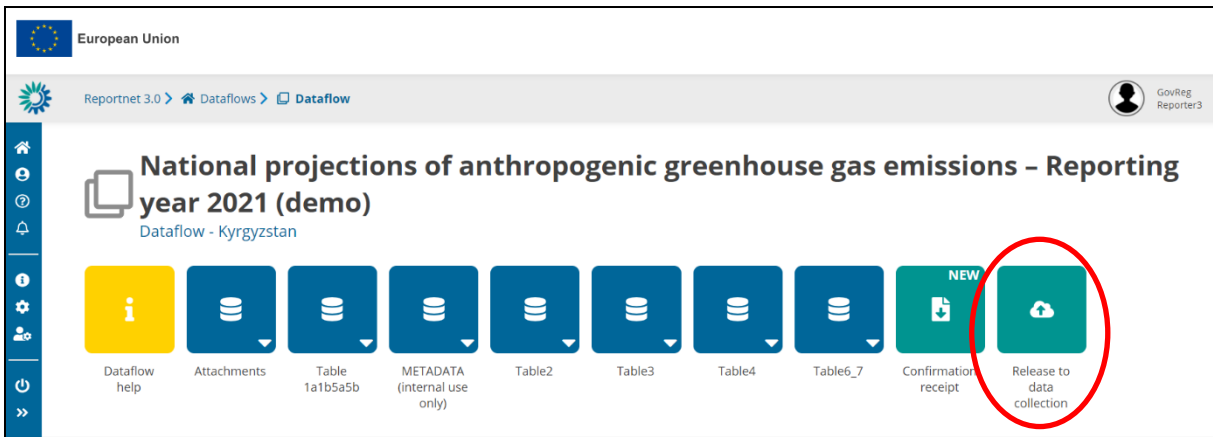 European Union
Reportnet 3.0 > Dataflows > Dataflow
GovReg
Reporter3
National projections of anthropogenic greenhouse gas emissions – Reporting
year 2021 (demo)
Dataflow - Kyrgyzstan
NEW
Dataflow
help
Attachments
Table
1a1b5a5b
METADATA
(internal use
only)
Table2
Table3
Table4
Table6_7
Confirmation
receipt
Release to
data
collection